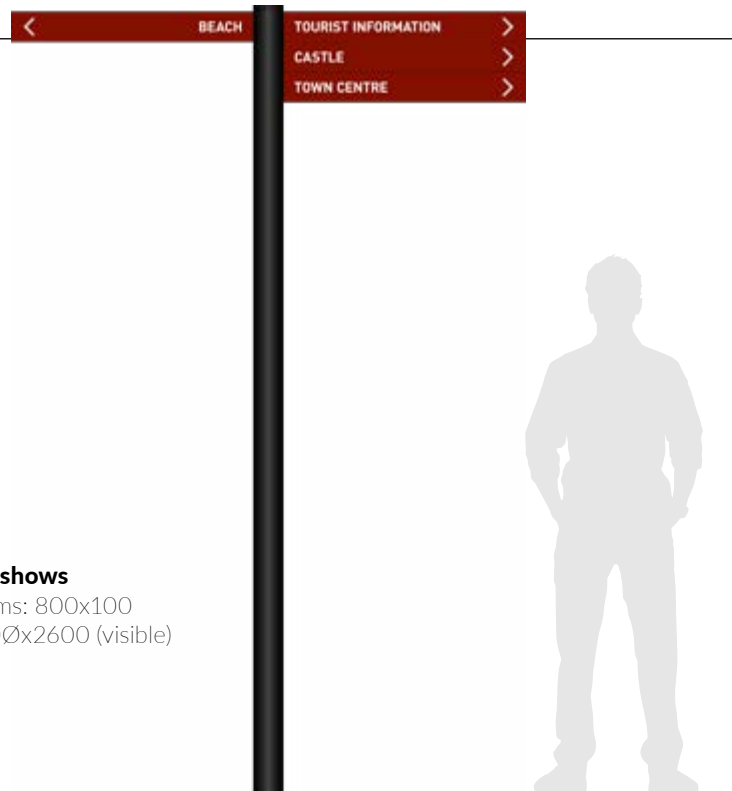 BEACH
TOURIST INFORMATION
CASTLE
TOWN CENTRE
shows
ms: 800x100
Øx2600 (visible)